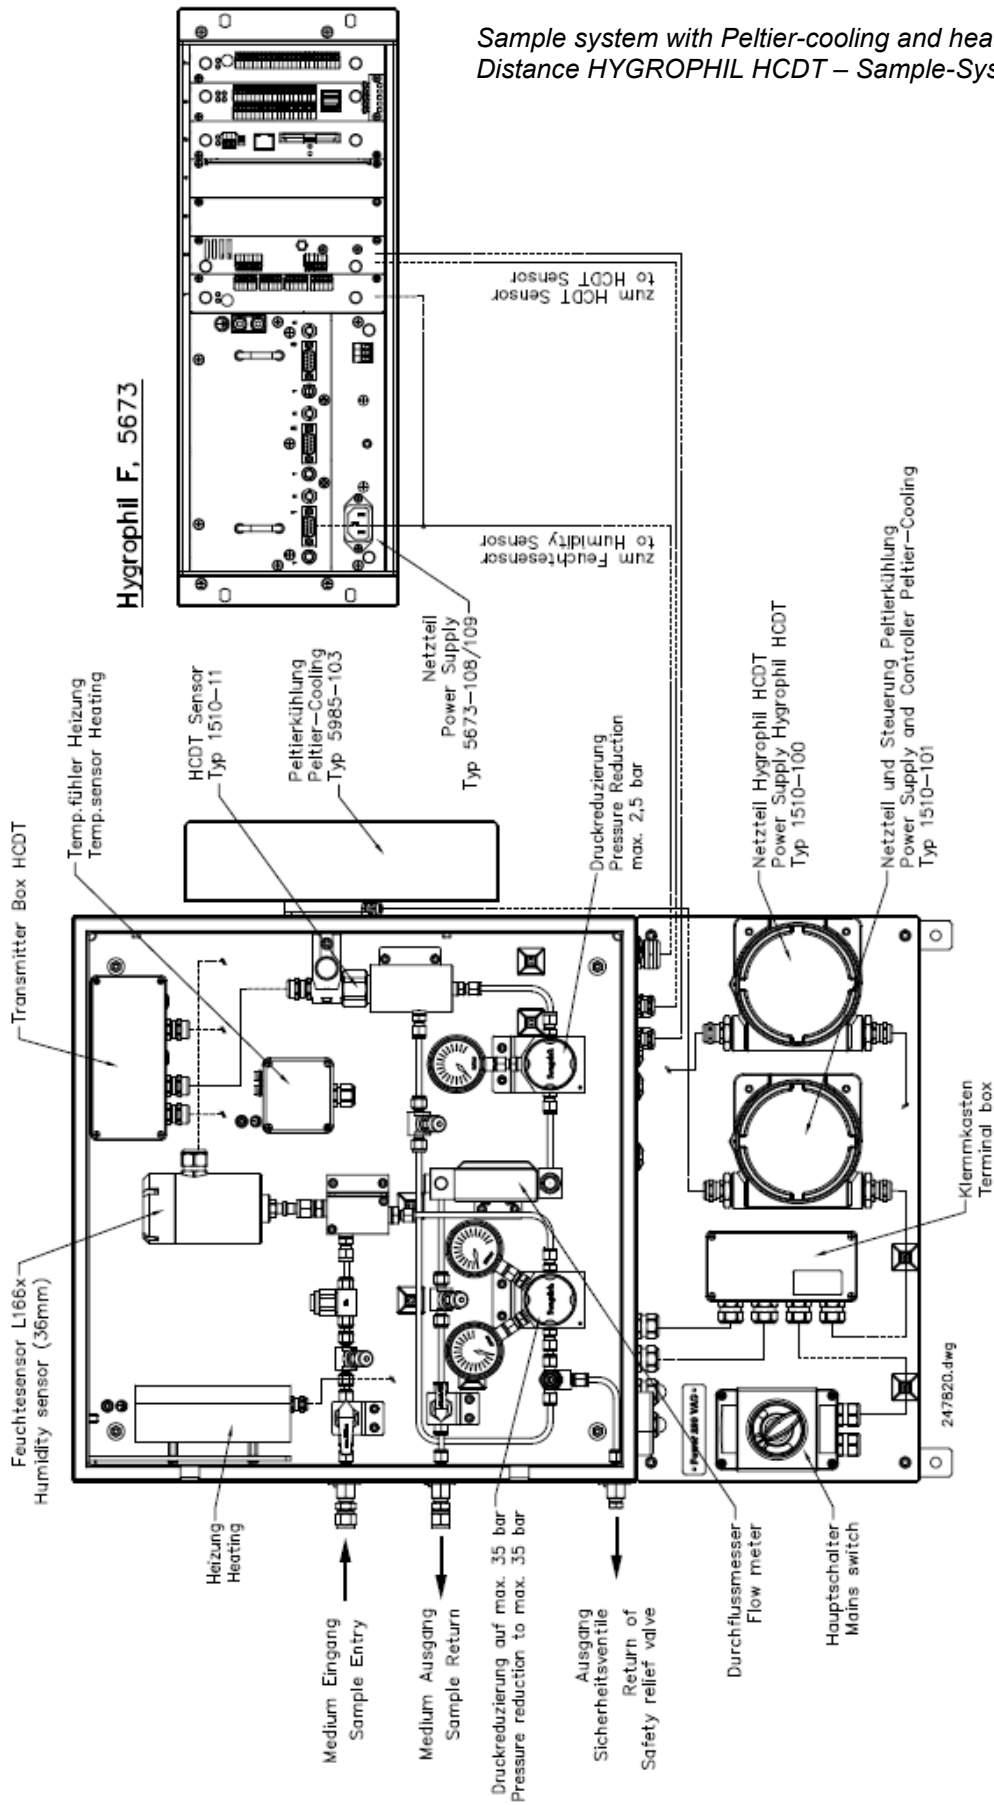 Sample system with Peltier-cooling and hea
Distance HYGROPHIL HCDT – Sample-Sys
Hygrophil F, 5673
zum HCDT Sensor
to HCDT Sensor
zum Feuchtesensor
to Humidity Sensor
Transmitter Box HCDT
Temp.fühler Heizung
Temp.sensor Heating
HCDT Sensor
Typ 1510-11
Peltierkühlung
Peltier-Cooling
Typ 5985-103
Netzteil
Power Supply
Typ 5673-108/109
Druckreduzierung
Pressure Reduction
max. 2,5 bar
Netzteil Hygrophil HCDT
Power Supply Hygrophil HCDT
Typ 1510-100
Netzteil und Steuerung Peltierkühlung
Power Supply and Controller Peltier-Cooling
Typ 1510-101
Feuchtesensor L166x
Humidity sensor (36mm)
Heizung
Heating
Medium Eingang
Sample Entry
Medium Ausgang
Sample Return
Druckreduzierung auf max. 35 bar
Pressure reduction to max. 35 bar
Ausgang
Sicherheitsventile
Return of
Safety relief valve
Durchflussmesser
Flow meter
Hauptschalter
Mains switch
Klemmkasten
Terminal box
247820.dwg